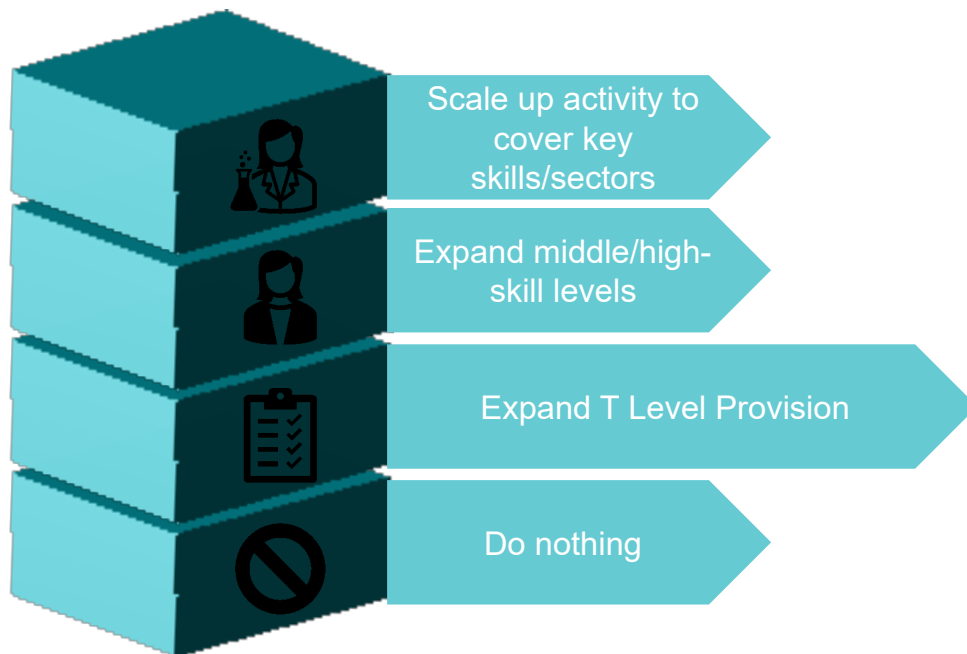 Scale up activity to
cover key
skills/sectors
Expand middle/high-
skill levels
Expand T Level Provision
Do nothing